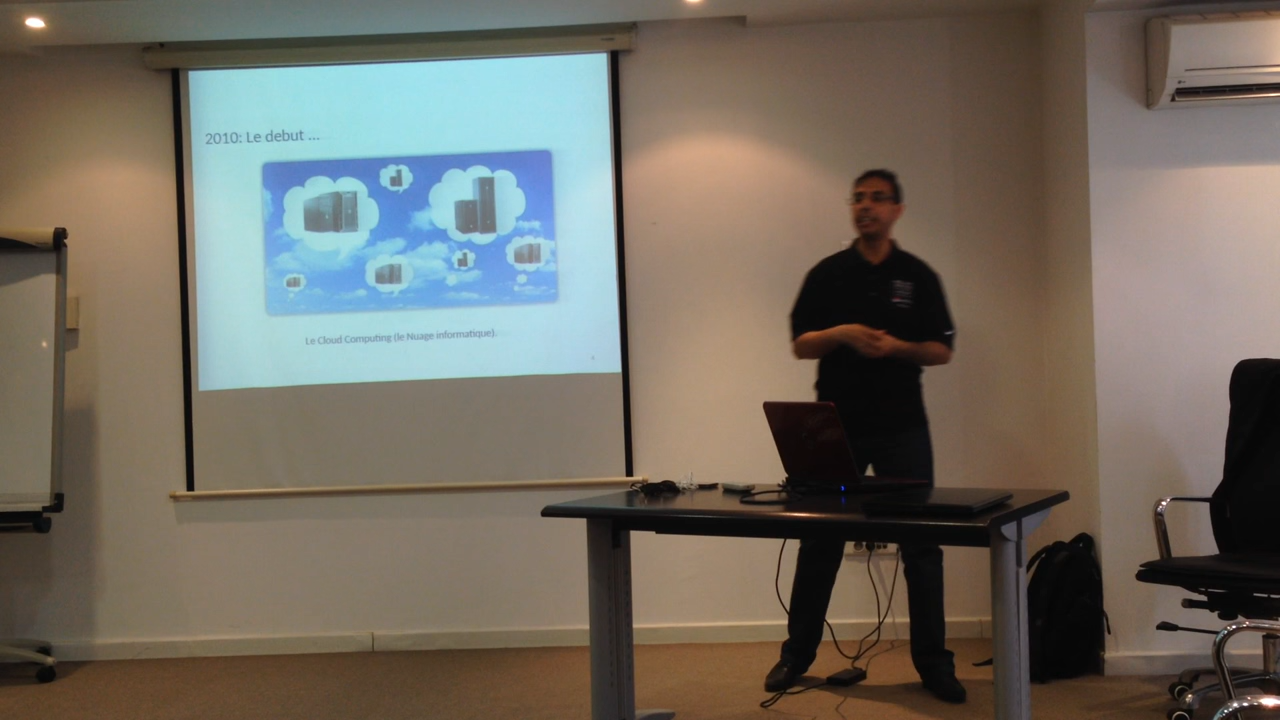 2010: Le debut ...
Le Cloud Computing (le Nuage informatique).